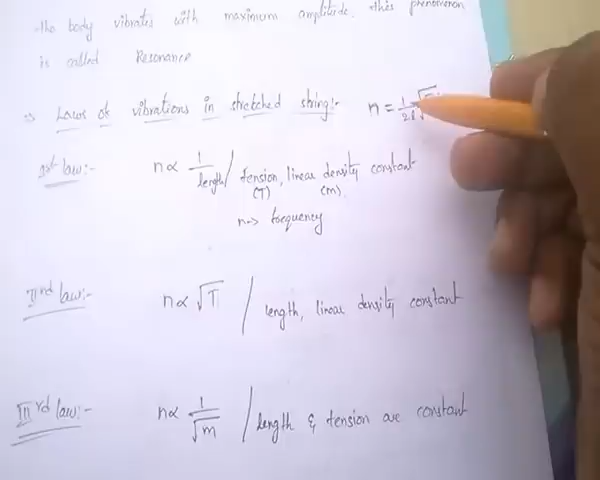 the body vibrates with maximum amplitude. this phenomenon
is called Resonance
⇒ Laws of vibrations in stretched string:- n = 1/2l √
Ist law:- n ∝ 1/length / tension, linear density constant
(T) (m)
n → frequency
IInd law:- n ∝ √T / length, linear density constant
IIIrd law:- n ∝ 1/√m / length & tension are constant